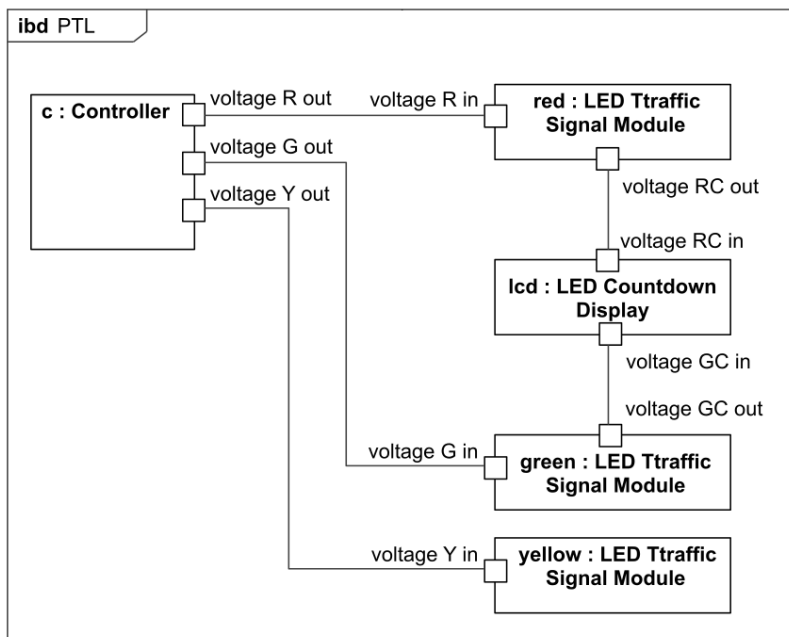 ibd PTL
c : Controller
voltage R out
voltage R in
red : LED Ttraffic
Signal Module
voltage G out
voltage Y out
voltage RC out
voltage RC in
lcd : LED Countdown
Display
voltage GC in
voltage GC out
voltage G in
green : LED Ttraffic
Signal Module
voltage Y in
yellow : LED Ttraffic
Signal Module